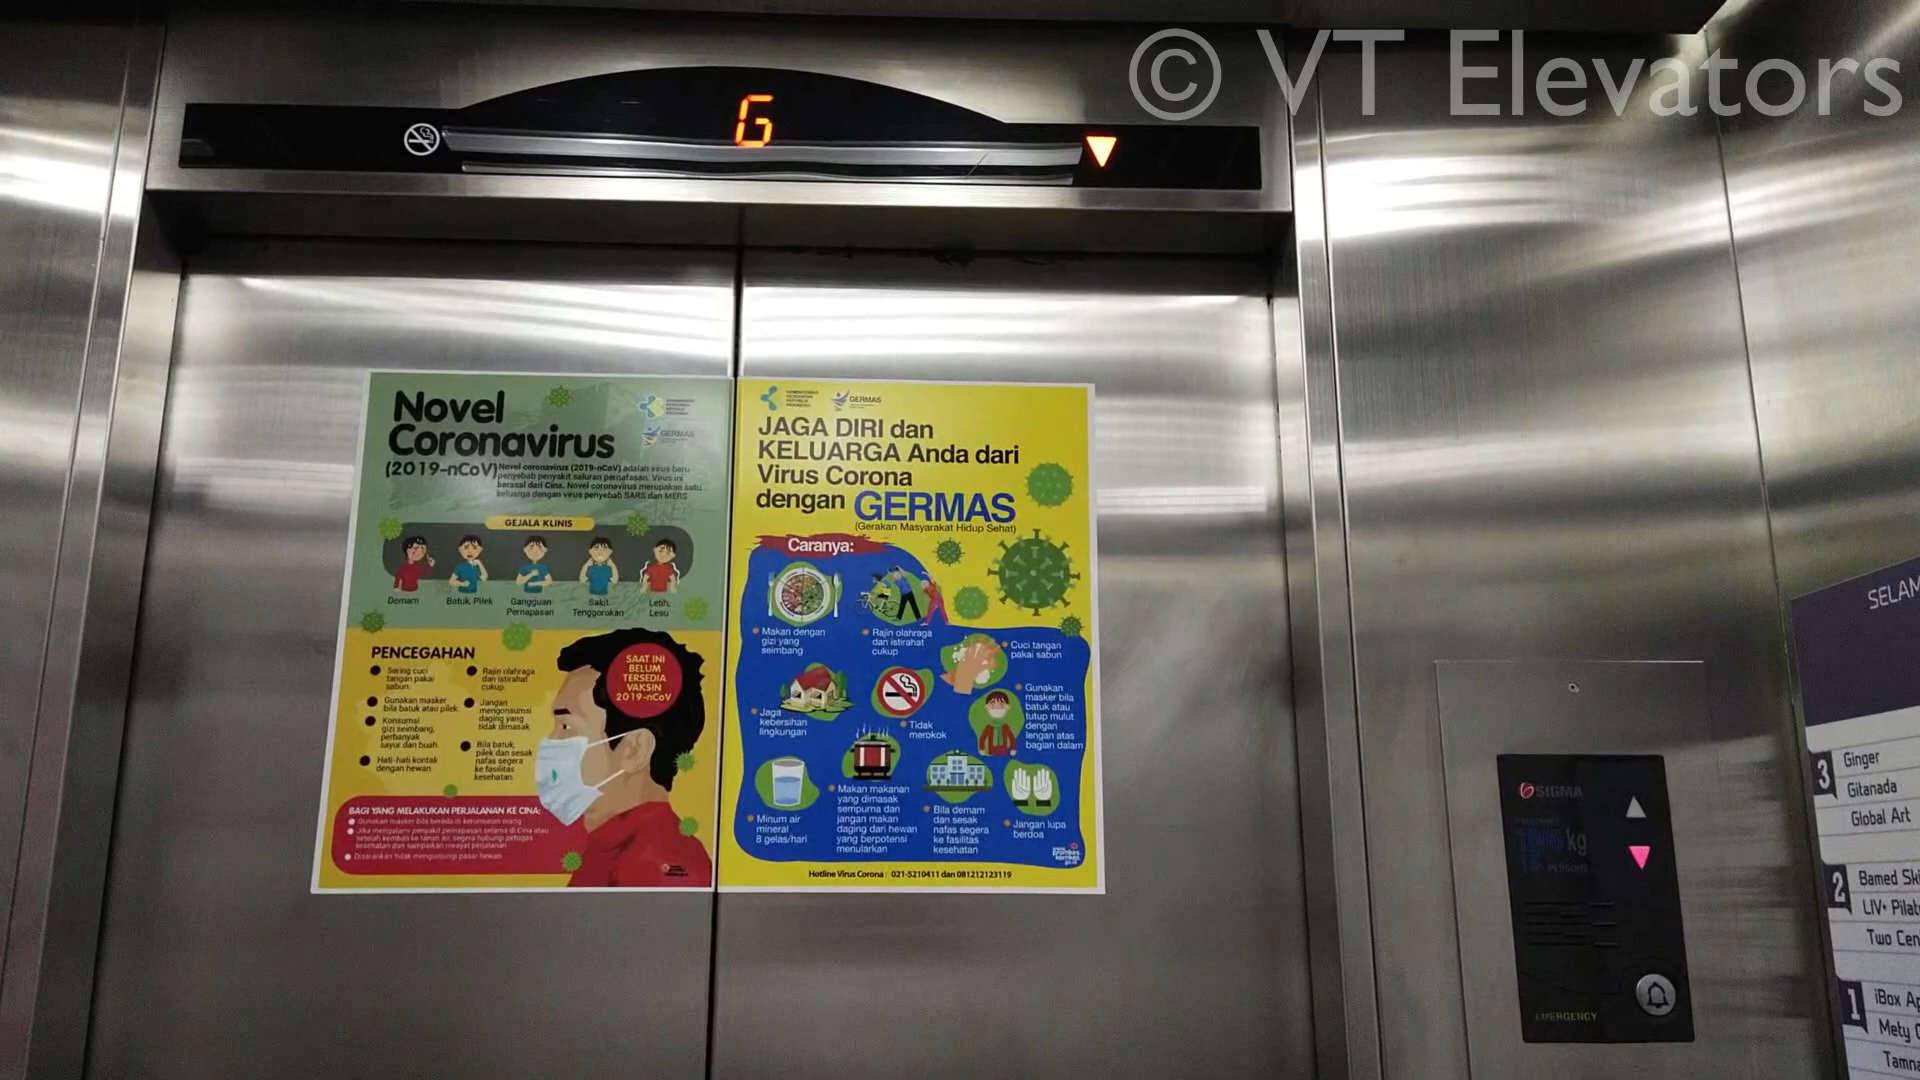 © VT Elevators
G
Novel
Coronavirus
(2019-nCoV)
Novel coronavirus (2019-nCoV) adalah virus baru
penyebab penyakit saluran pernafasan. Virus ini
berasal dari Cina. Novel coronavirus merupakan satu
keluarga dengan virus penyebab SARS dan MERS
GERMAS
GEJALA KLINIS
Demam
Batuk, Pilek
Gangguan
Pernapasan
Sakit
Tenggorokan
Letih,
Lesu
PENCEGAHAN
Sering cuci
tangan pakai
sabun
Gunakan masker
bila batuk atau pilek
Konsumsi
gizi seimbang,
perbanyak
sayur dan buah
Hati-hati kontak
dengan hewan
Rajin olahraga
dan istirahat
cukup
Jangan
mengonsumsi
daging yang
tidak dimasak
Bila batuk,
pilek dan sesak
nafas segera
ke fasilitas
kesehatan.
SAAT INI
BELUM
TERSEDIA
VAKSIN
2019-nCoV
BAGI YANG MELAKUKAN PERJALANAN KE CINA:
Gunakan masker bila berada di kerumunan orang
Jika mengalami penyakit pernapasan selama di Cina atau
setelah kembali ke tanah air, segera hubungi petugas
kesehatan dan sampaikan riwayat perjalanan
Disarankan tidak mengunjungi pasar hewan
KEMENTERIAN
KESEHATAN
REPUBLIK
INDONESIA
GERMAS
JAGA DIRI dan
KELUARGA Anda dari
Virus Corona
dengan GERMAS
(Gerakan Masyarakat Hidup Sehat)
Caranya:
Makan dengan
gizi yang
seimbang
Rajin olahraga
dan istirahat
cukup
Cuci tangan
pakai sabun
Jaga
kebersihan
lingkungan
Tidak
merokok
Gunakan
masker bila
batuk atau
tutup mulut
dengan
lengan atas
bagian dalam
Minum air
mineral
8 gelas/hari
Makan makanan
yang dimasak
sempurna dan
jangan makan
daging dari hewan
yang berpotensi
menularkan
Bila demam
dan sesak
nafas segera
ke fasilitas
kesehatan
Jangan lupa
berdoa
Hotline Virus Corona : 021-5210411 dan 081212123119
SIGMA
kg
EMERGENCY
SELAM
3
Ginger
Gitanada
Global Art
2
Bamed Ski
LIV+ Pilat
Two Cen
1
iBox Ap
Mety
Tamna